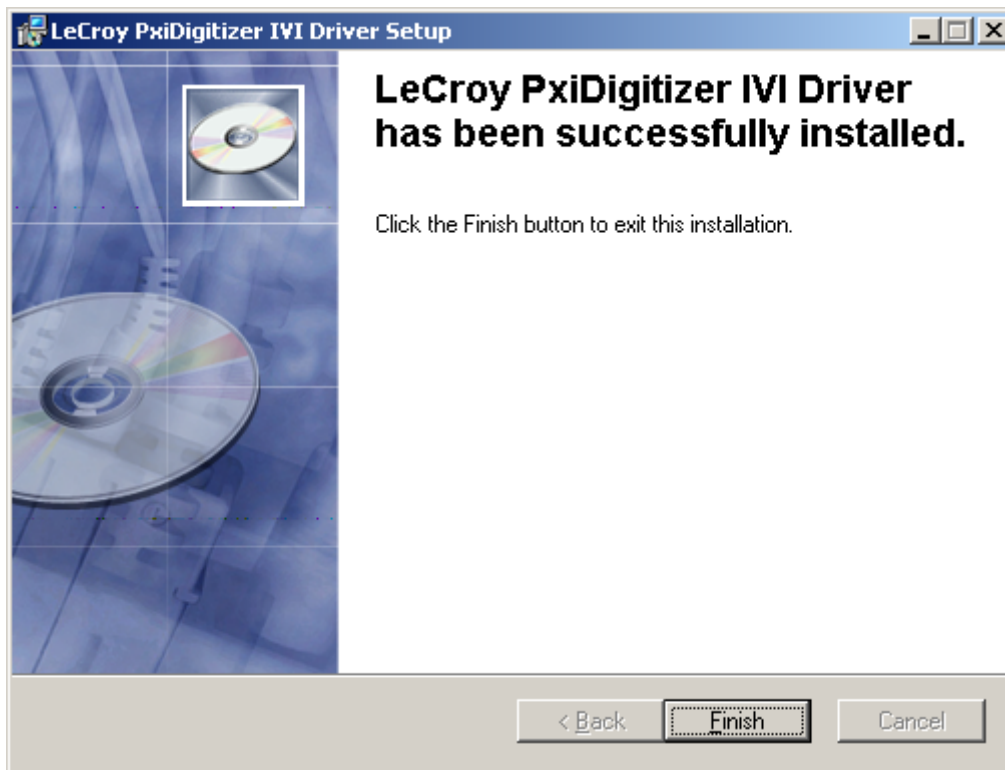 LeCroy PxiDigitizer IVI Driver Setup
LeCroy PxiDigitizer IVI Driver
has been successfully installed.
Click the Finish button to exit this installation.
< Back
Finish
Cancel